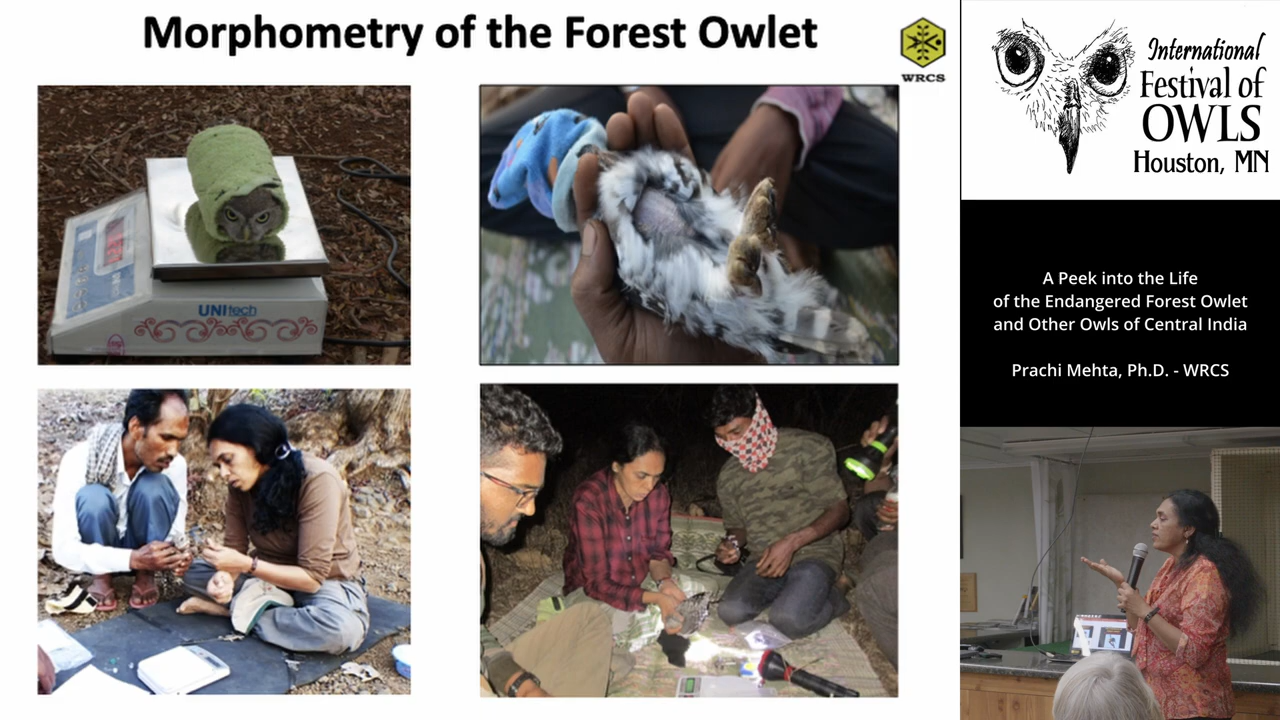 Morphometry of the Forest Owlet
WRCS
UNItech
International
Festival of
OWLS
Houston, MN
A Peek into the Life
of the Endangered Forest Owlet
and Other Owls of Central India
Prachi Mehta, Ph.D. - WRCS